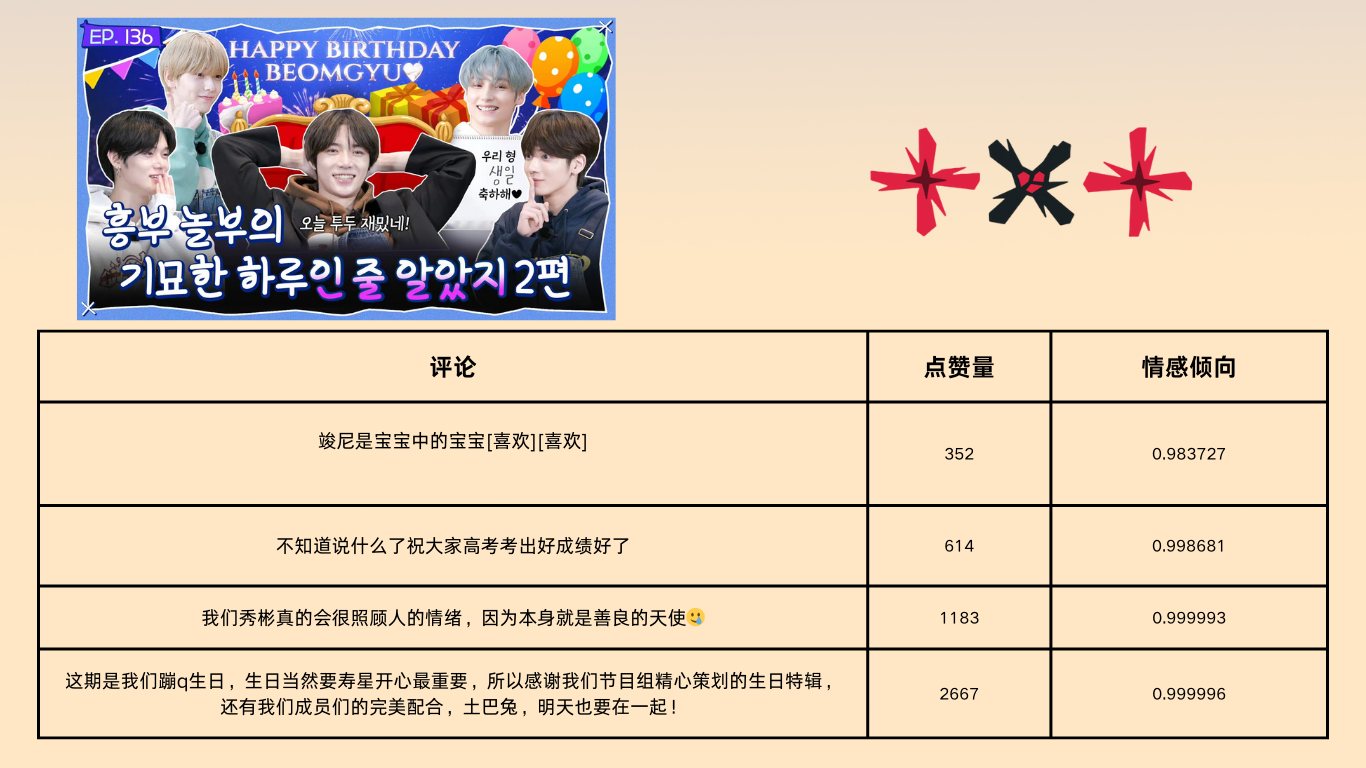 EP. 136
HAPPY BIRTHDAY
BEOMGYU
우리 형
생일
축하해♥
오늘 투두 재밌네!
흥부 놀부의
기묘한 하루인 줄 알았지 2편
评论
点赞量
情感倾向
竣尼是宝宝中的宝宝[喜欢][喜欢]
352
0.983727
不知道说什么了祝大家高考考出好成绩好了
614
0.998681
我们秀彬真的会很照顾人的情绪，因为本身就是善良的天使🥲
1183
0.999993
这期是我们蹦q生日，生日当然要寿星开心最重要，所以感谢我们节目组精心策划的生日特辑，
还有我们成员们的完美配合，土巴兔，明天也要在一起！
2667
0.999996